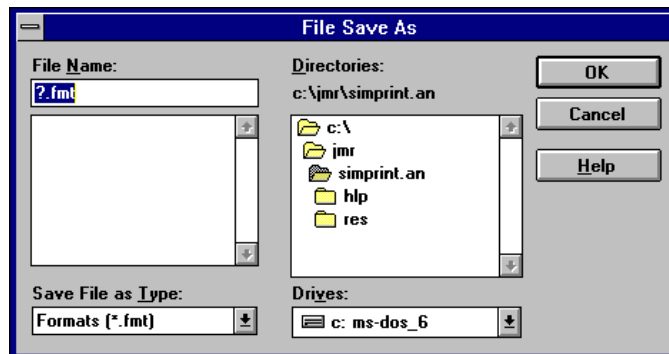 File Save As
File Name:
?.fmt
Directories:
c:\jmr\simprint.an
c:\
jmr
simprint.an
hlp
res
OK
Cancel
Help
Save File as Type:
Formats (*.fmt)
Drives:
c: ms-dos_6